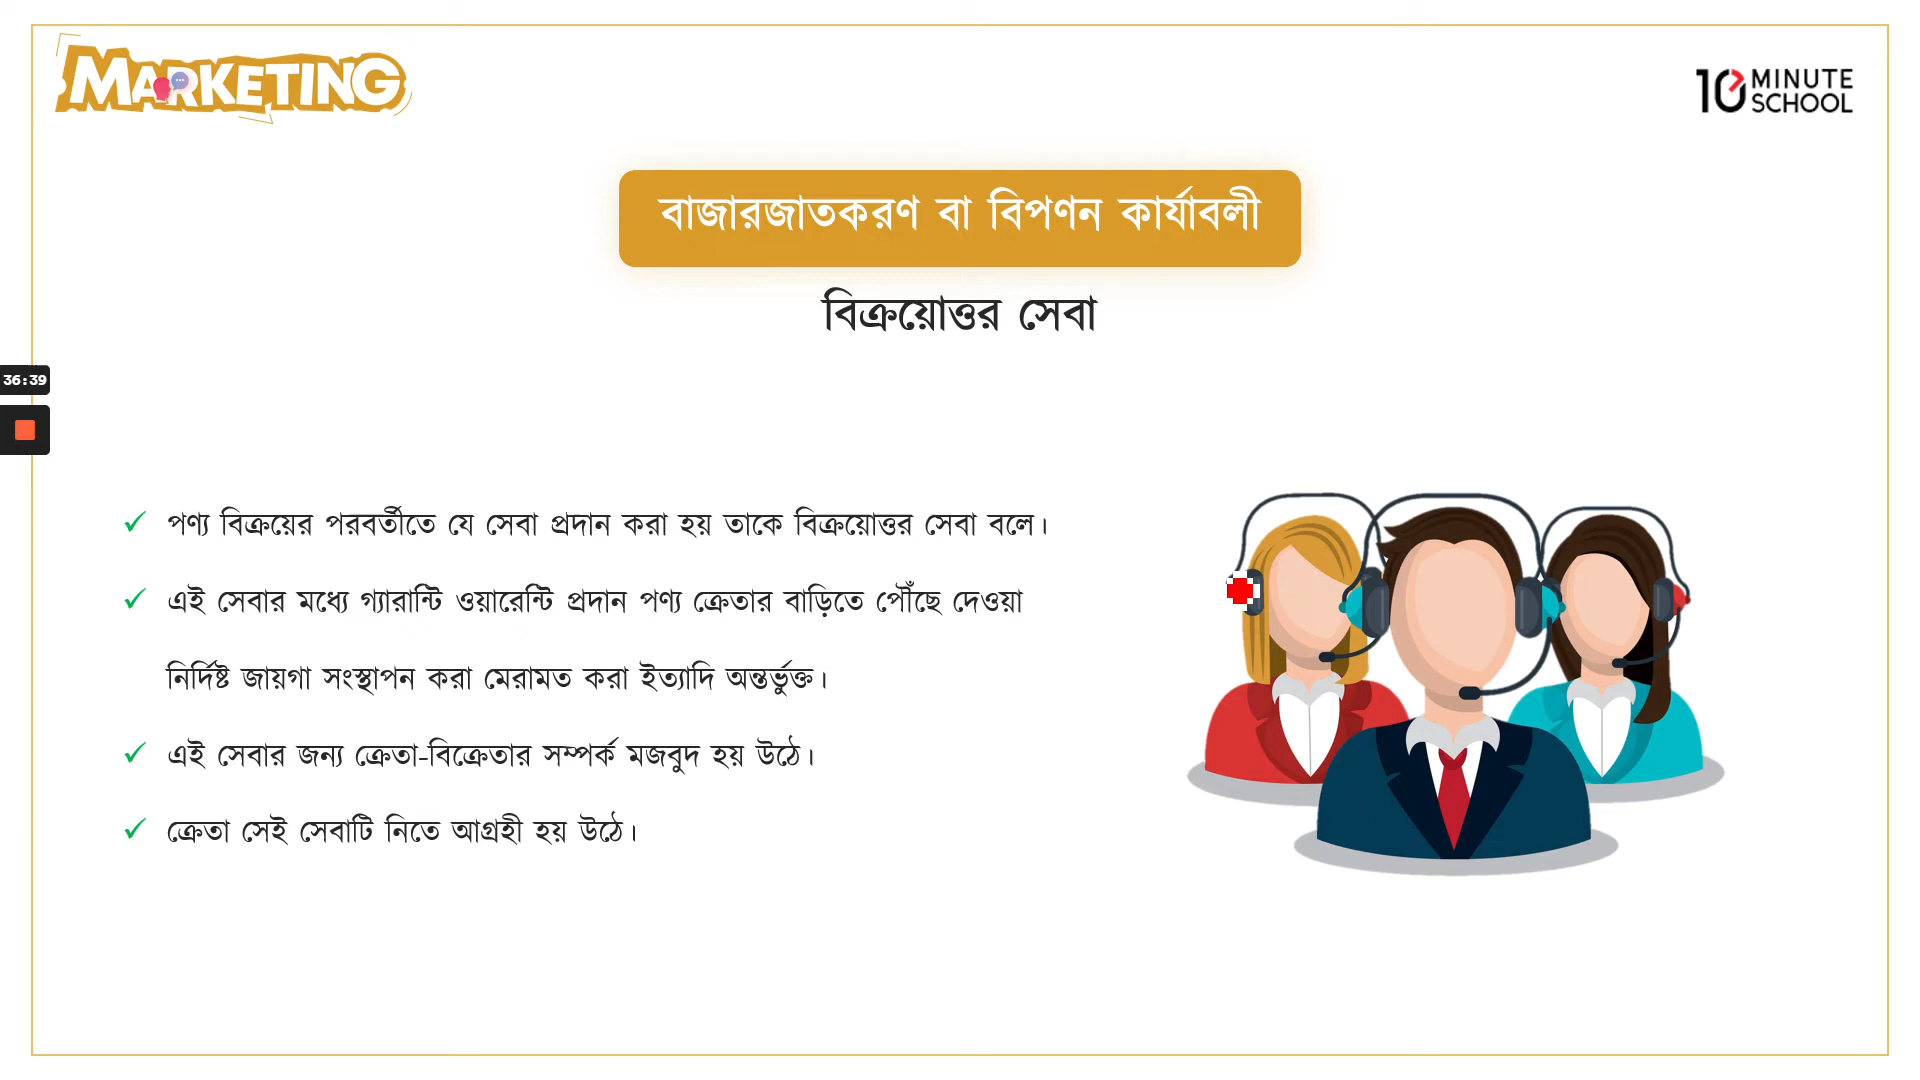 MARKETING
10 MINUTE
SCHOOL
বাজারজাতকরণ বা বিপণন কার্যাবলী
বিক্রয়োত্তর সেবা
36:39
✓ পণ্য বিক্রয়ের পরবর্তীতে যে সেবা প্রদান করা হয় তাকে বিক্রয়োত্তর সেবা বলে।
✓ এই সেবার মধ্যে গ্যারান্টি ওয়ারেন্টি প্রদান পণ্য ক্রেতার বাড়িতে পৌঁছে দেওয়া
নির্দিষ্ট জায়গা সংস্থাপন করা মেরামত করা ইত্যাদি অন্তর্ভুক্ত।
✓ এই সেবার জন্য ক্রেতা-বিক্রেতার সম্পর্ক মজবুদ হয় উঠে।
✓ ক্রেতা সেই সেবাটি নিতে আগ্রহী হয় উঠে।